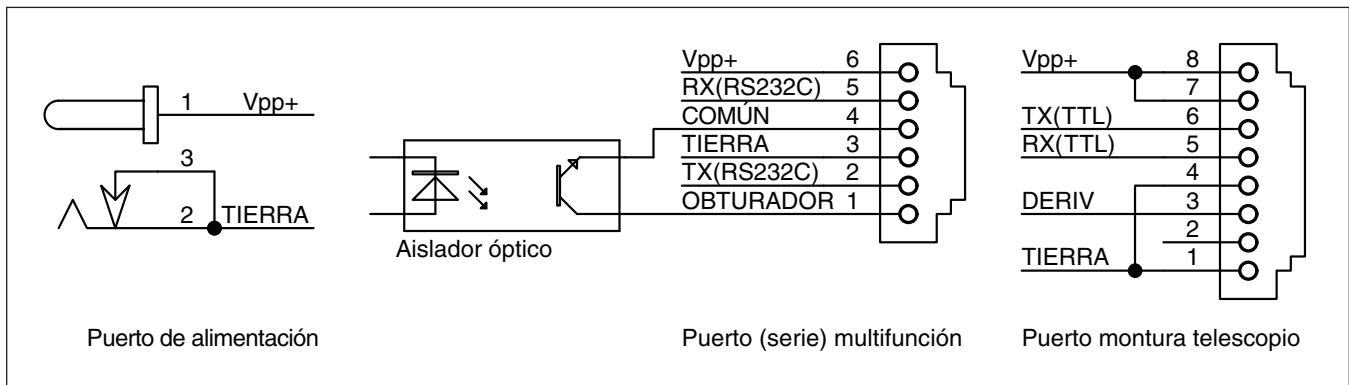 1 Vpp+
3
2 TIERRA
Puerto de alimentación
Aislador óptico
Vpp+ 6
RX(RS232C) 5
COMÚN 4
TIERRA 3
TX(RS232C) 2
OBTURADOR 1
Puerto (serie) multifunción
Vpp+ 8
7
TX(TTL) 6
RX(TTL) 5
4
DERIV 3
2
TIERRA 1
Puerto montura telescopio